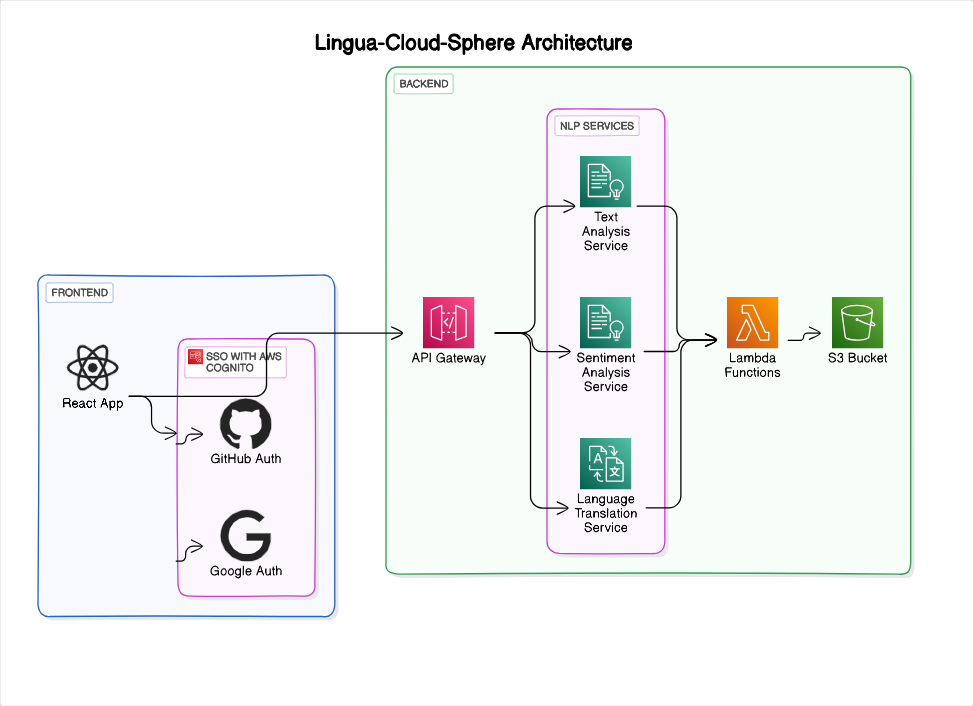 Lingua-Cloud-Sphere Architecture
BACKEND
NLP SERVICES
Text
Analysis
Service
FRONTEND
React App
SSO WITH AWS
COGNITO
GitHub Auth
Google Auth
API Gateway
Sentiment
Analysis
Service
Lambda
Functions
S3 Bucket
A
文
Language
Translation
Service